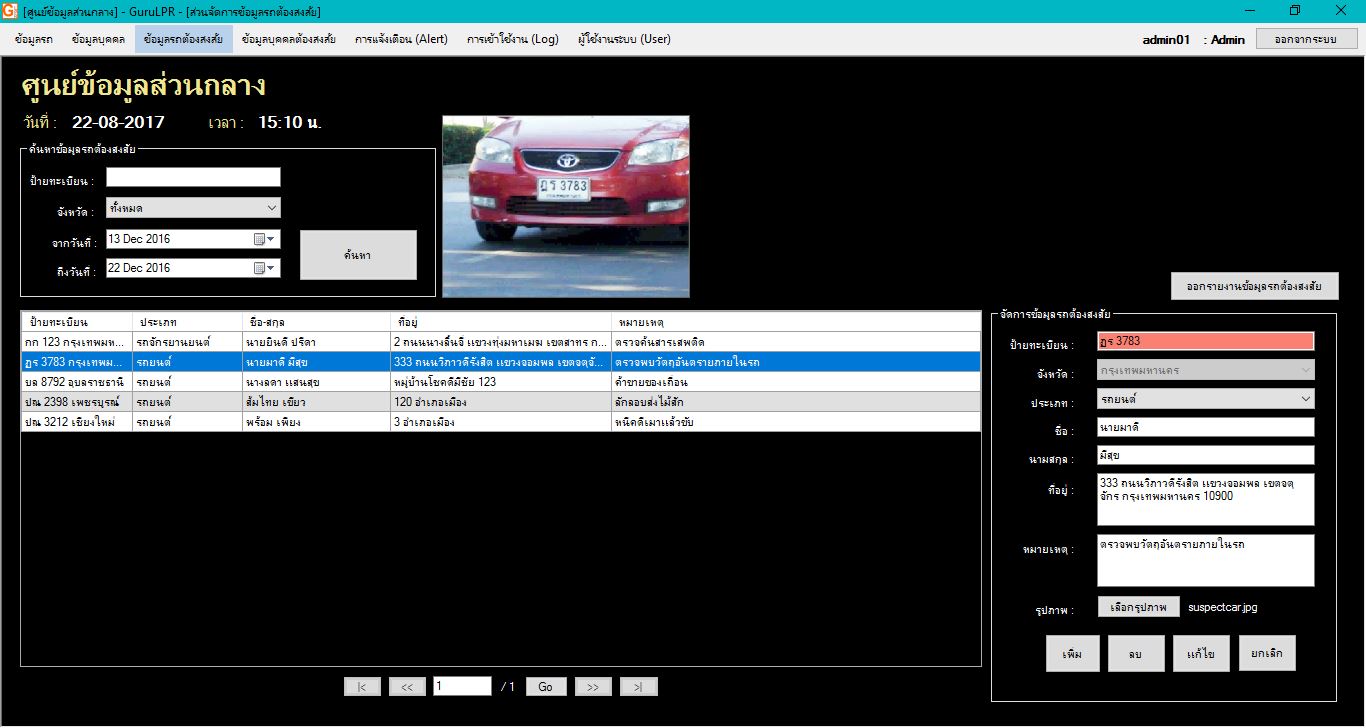 [ศูนย์ข้อมูลส่วนกลาง] - GuruLPR - [ส่วนจัดการข้อมูลรถต้องสงสัย]
ข้อมูลรถ ข้อมูลบุคคล ข้อมูลรถต้องสงสัย ข้อมูลบุคคลต้องสงสัย การแจ้งเตือน (Alert) การเข้าใช้งาน (Log) ผู้ใช้งานระบบ (User) admin01 : Admin ออกจากระบบ
ศูนย์ข้อมูลส่วนกลาง
วันที่ : 22-08-2017 เวลา : 15:10 น.
ค้นหาข้อมูลรถต้องสงสัย
ป้ายทะเบียน :
จังหวัด : ทั้งหมด
จากวันที่ : 13 Dec 2016
ถึงวันที่ : 22 Dec 2016
ค้นหา
ฎร 3783
ออกรายงานข้อมูลรถต้องสงสัย
ป้ายทะเบียน ประเภท ชื่อ-สกุล ที่อยู่ หมายเหตุ
กก 123 กรุงเทพมห... รถจักรยานยนต์ นายยินดี ปรีดา 2 ถนนนางลิ้นจี่ แขวงทุ่งมหาเมฆ เขตสาทร ก... ตรวจค้นสารเสพติด
ฎร 3783 กรุงเทพม... รถยนต์ นายมาดี มีสุข 333 ถนนวิภาวดีรังสิต แขวงจอมพล เขตจตุจั... ตรวจพบวัตถุอันตรายภายในรถ
บล 8792 อุบลราชธานี รถยนต์ นางลดา แสนสุข หมู่บ้านโชคดีมีชัย 123 ค้าขายของเถื่อน
ปณ 2398 เพชรบูรณ์ รถยนต์ ส้มไทย เขียว 120 อำเภอเมือง ลักลอบส่งไม้สัก
ปณ 3212 เชียงใหม่ รถยนต์ พร้อม เพียง 3 อำเภอเมือง หนีคดีเมาแล้วขับ
|< << 1 / 1 Go >> >|
จัดการข้อมูลรถต้องสงสัย
ป้ายทะเบียน : ฎร 3783
จังหวัด : กรุงเทพมหานคร
ประเภท : รถยนต์
ชื่อ : นายมาดี
นามสกุล : มีสุข
ที่อยู่ : 333 ถนนวิภาวดีรังสิต แขวงจอมพล เขตจตุ
จักร กรุงเทพมหานคร 10900
หมายเหตุ : ตรวจพบวัตถุอันตรายภายในรถ
รูปภาพ : เลือกรูปภาพ suspectcar.jpg
เพิ่ม ลบ แก้ไข ยกเลิก